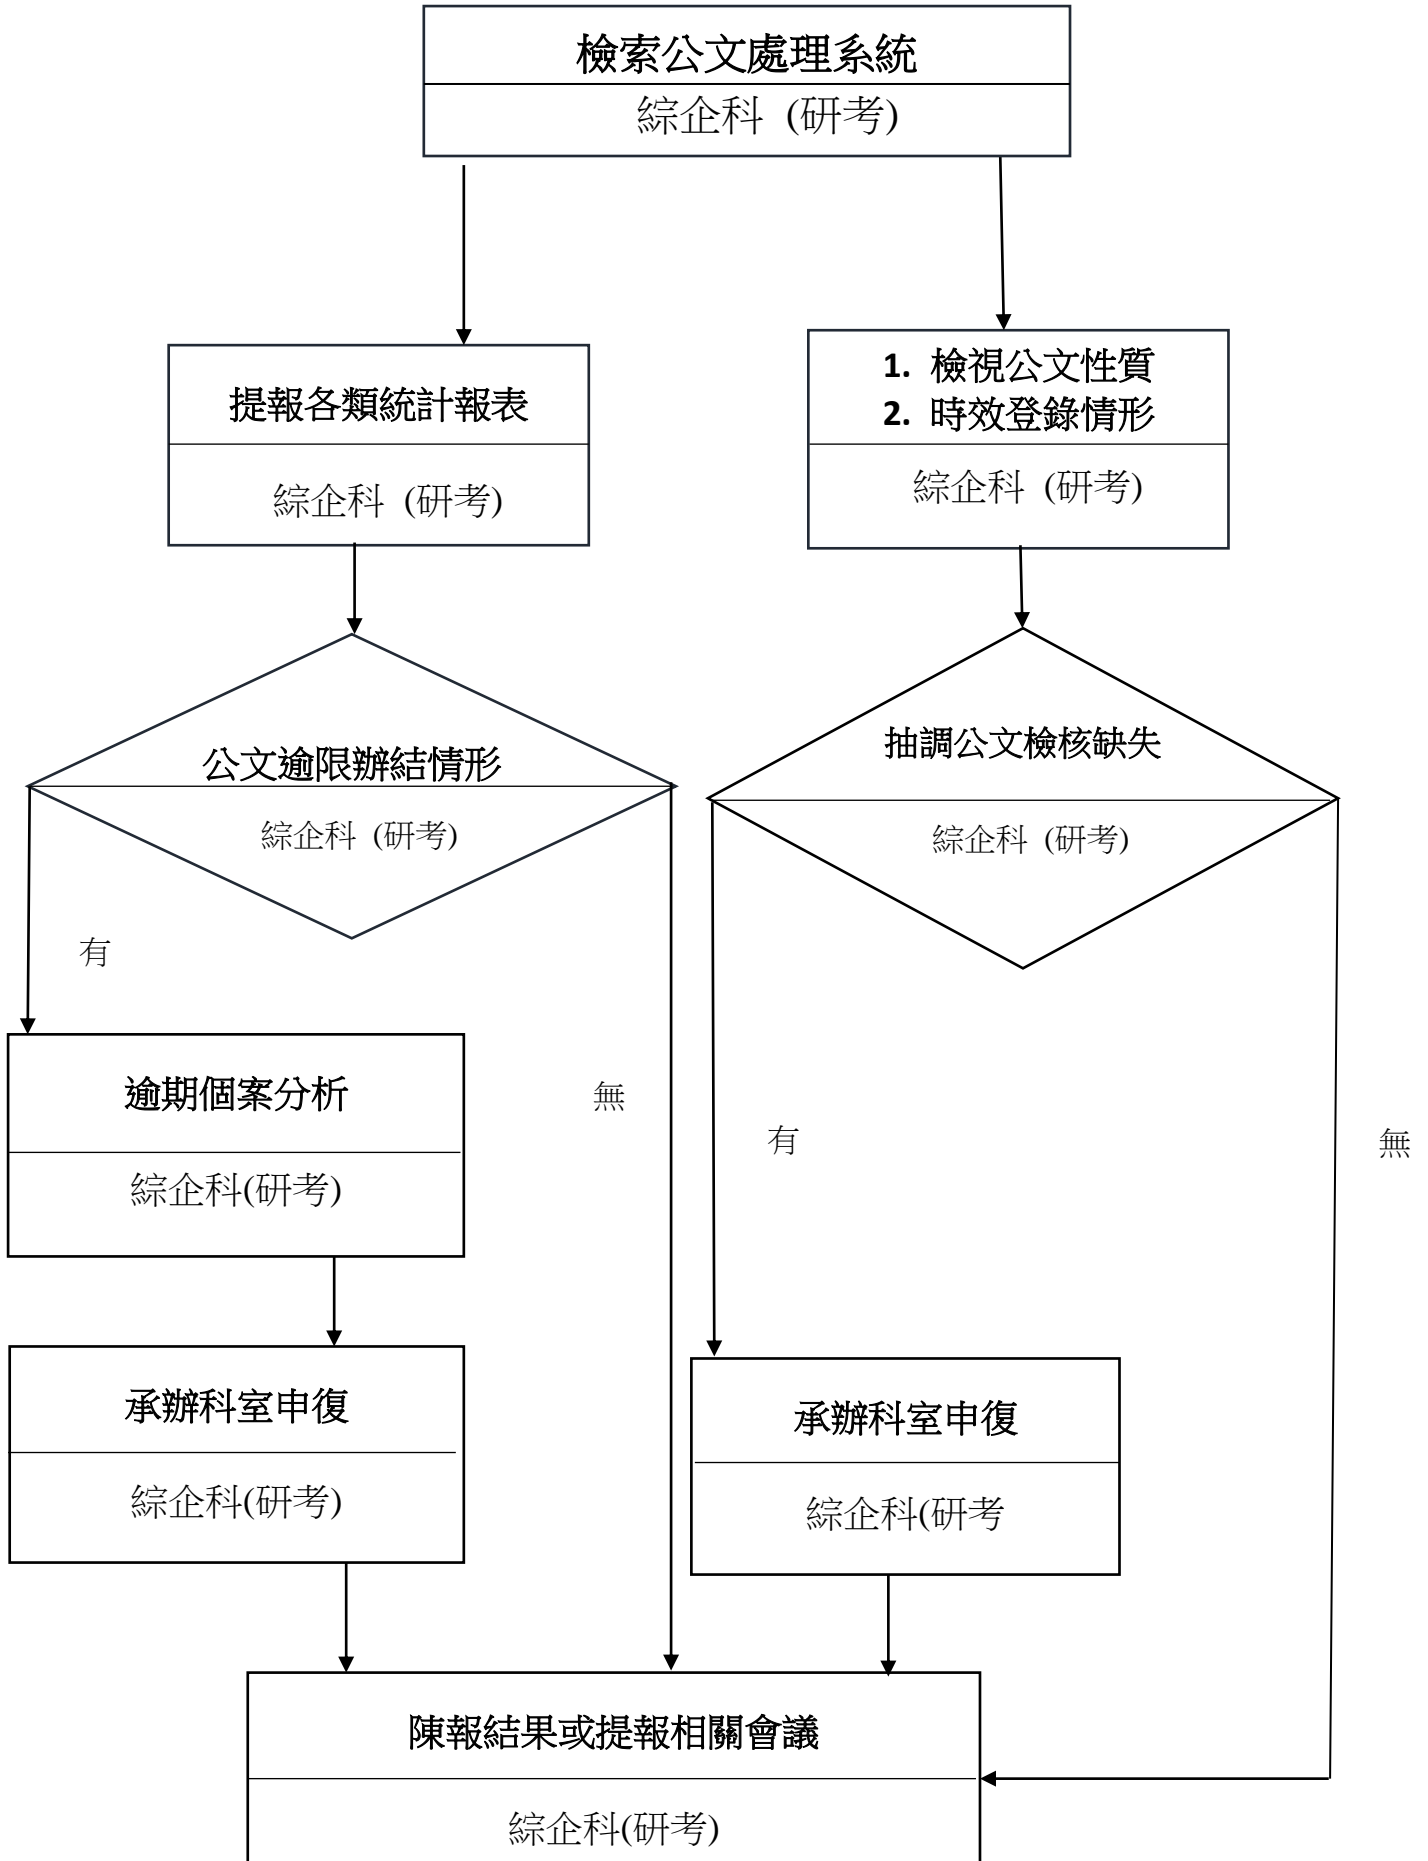 檢索公文處理系統
綜企科 (研考)
提報各類統計報表
綜企科 (研考)
1. 檢視公文性質
2. 時效登錄情形
綜企科 (研考)
公文逾限辦結情形
綜企科 (研考)
抽調公文檢核缺失
綜企科 (研考)
有
無
有
無
逾期個案分析
綜企科(研考)
承辦科室申復
綜企科(研考)
承辦科室申復
綜企科(研考
陳報結果或提報相關會議
綜企科(研考)